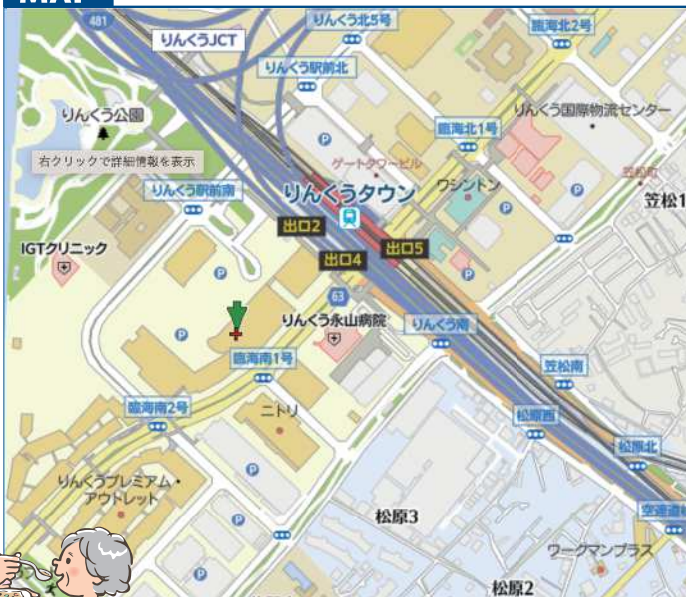 MAP
481
りんくう北5号
臨海北2号
りんくうJCT
りんくう駅前北
りんくう公園
りんくう国際物流センター
臨海北1号
右クリックで詳細情報を表示
ゲートタワービル
笠松町
りんくう駅前南
りんくうタウン
ワシントン
笠松1
出口2
IGTクリニック
出口4
出口5
63
りんくう永山病院
りんくう南
臨海南1号
笠松南
臨海南2号
ニトリ
松原西
松原北
りんくうプレミアム・
アウトレット
松原3
ワークマンプラス
松原2